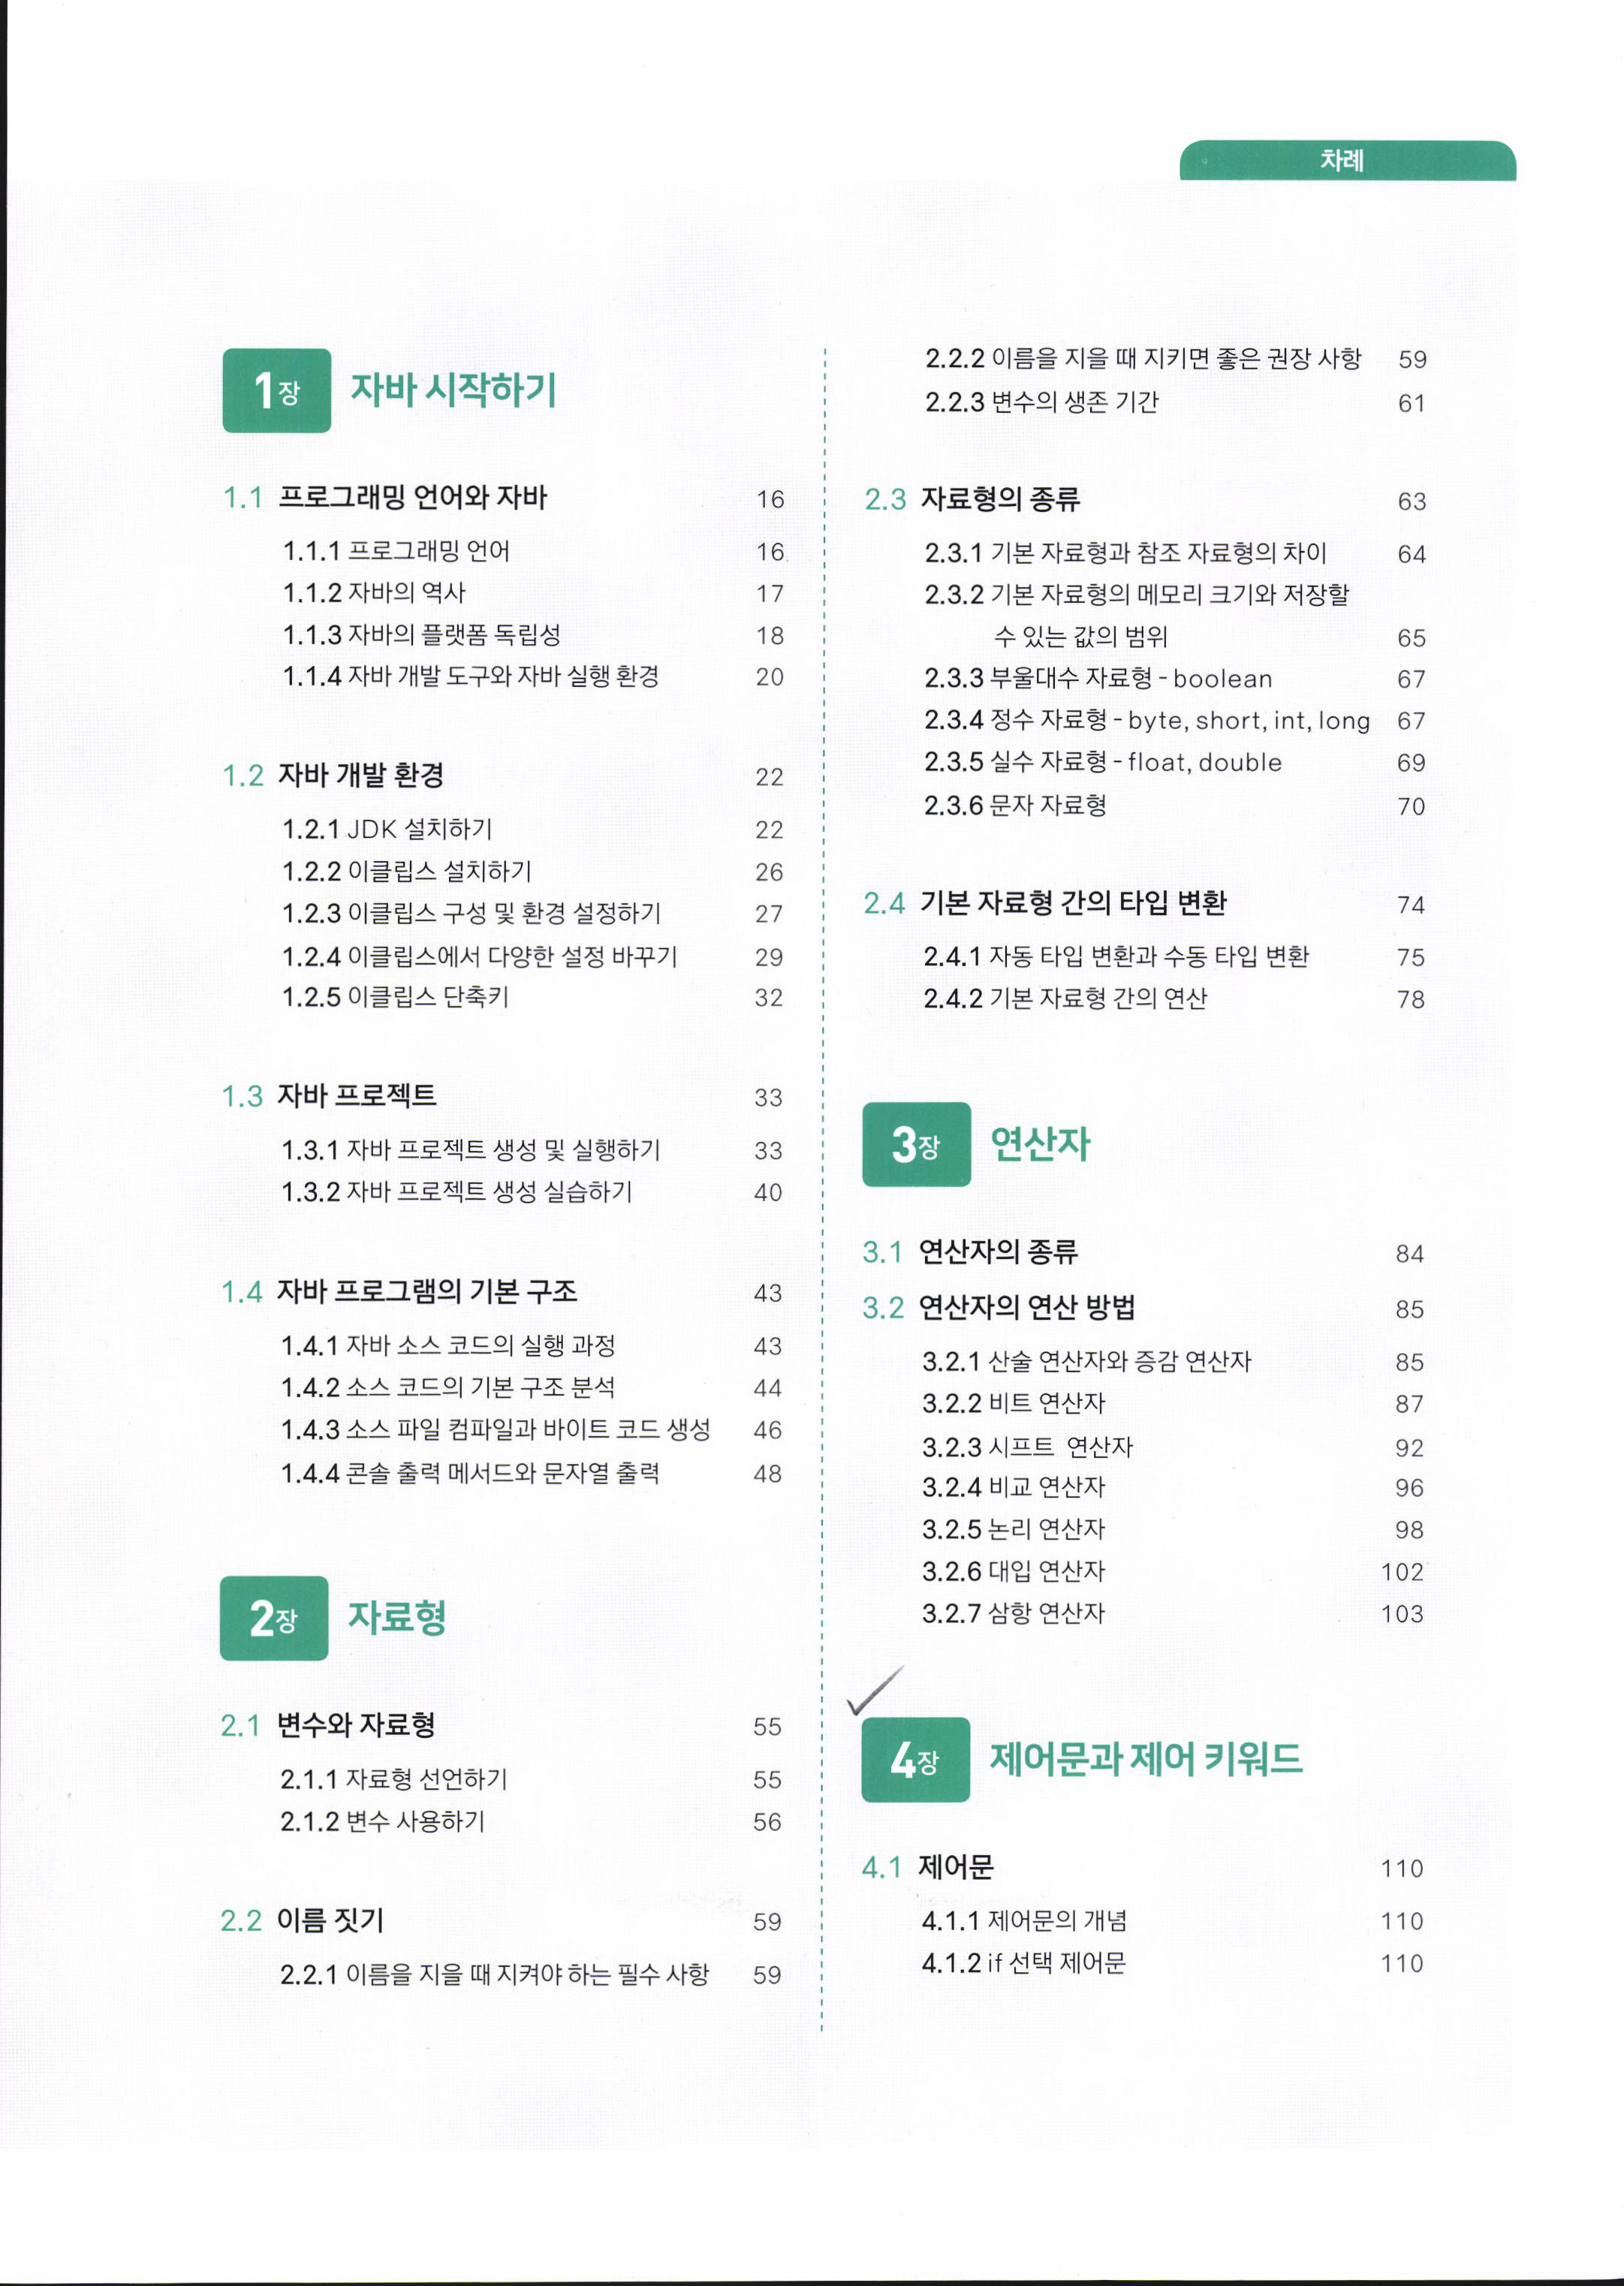 차례
1장 자바 시작하기
1.1 프로그래밍 언어와 자바 16
1.1.1 프로그래밍 언어 16
1.1.2 자바의 역사 17
1.1.3 자바의 플랫폼 독립성 18
1.1.4 자바 개발 도구와 자바 실행 환경 20
1.2 자바 개발 환경 22
1.2.1 JDK 설치하기 22
1.2.2 이클립스 설치하기 26
1.2.3 이클립스 구성 및 환경 설정하기 27
1.2.4 이클립스에서 다양한 설정 바꾸기 29
1.2.5 이클립스 단축키 32
1.3 자바 프로젝트 33
1.3.1 자바 프로젝트 생성 및 실행하기 33
1.3.2 자바 프로젝트 생성 실습하기 40
1.4 자바 프로그램의 기본 구조 43
1.4.1 자바 소스 코드의 실행 과정 43
1.4.2 소스 코드의 기본 구조 분석 44
1.4.3 소스 파일 컴파일과 바이트 코드 생성 46
1.4.4 콘솔 출력 메서드와 문자열 출력 48
2장 자료형
2.1 변수와 자료형 55
2.1.1 자료형 선언하기 55
2.1.2 변수 사용하기 56
2.2 이름 짓기 59
2.2.1 이름을 지을 때 지켜야 하는 필수 사항 59
2.2.2 이름을 지을 때 지키면 좋은 권장 사항 59
2.2.3 변수의 생존 기간 61
2.3 자료형의 종류 63
2.3.1 기본 자료형과 참조 자료형의 차이 64
2.3.2 기본 자료형의 메모리 크기와 저장할
수 있는 값의 범위 65
2.3.3 부울대수 자료형 - boolean 67
2.3.4 정수 자료형 - byte, short, int, long 67
2.3.5 실수 자료형 - float, double 69
2.3.6 문자 자료형 70
2.4 기본 자료형 간의 타입 변환 74
2.4.1 자동 타입 변환과 수동 타입 변환 75
2.4.2 기본 자료형 간의 연산 78
3장 연산자
3.1 연산자의 종류 84
3.2 연산자의 연산 방법 85
3.2.1 산술 연산자와 증감 연산자 85
3.2.2 비트 연산자 87
3.2.3 시프트 연산자 92
3.2.4 비교 연산자 96
3.2.5 논리 연산자 98
3.2.6 대입 연산자 102
3.2.7 삼항 연산자 103
4장 제어문과 제어 키워드
4.1 제어문 110
4.1.1 제어문의 개념 110
4.1.2 if 선택 제어문 110